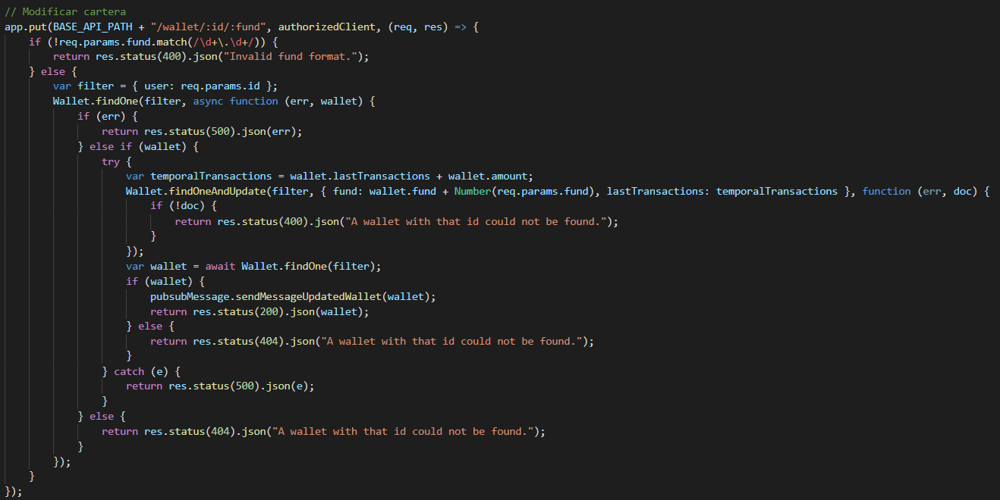 // Modificar cartera
app.put(BASE_API_PATH + "/wallet/:id/:fund", authorizedClient, (req, res) => {
    if (!req.params.fund.match(/\d+\.\d+/)) {
        return res.status(400).json("Invalid fund format.");
    } else {
        var filter = { user: req.params.id };
        Wallet.findOne(filter, async function (err, wallet) {
            if (err) {
                return res.status(500).json(err);
            } else if (wallet) {
                try {
                    var temporalTransactions = wallet.lastTransactions + wallet.amount;
                    Wallet.findOneAndUpdate(filter, { fund: wallet.fund + Number(req.params.fund), lastTransactions: temporalTransactions }, function (err, doc) {
                        if (!doc) {
                            return res.status(400).json("A wallet with that id could not be found.");
                        }
                    });
                    var wallet = await Wallet.findOne(filter);
                    if (wallet) {
                        pubsubMessage.sendMessageUpdatedWallet(wallet);
                        return res.status(200).json(wallet);
                    } else {
                        return res.status(404).json("A wallet with that id could not be found.");
                    }
                } catch (e) {
                    return res.status(500).json(e);
                }
            } else {
                return res.status(404).json("A wallet with that id could not be found.");
            }
        });
    }
});